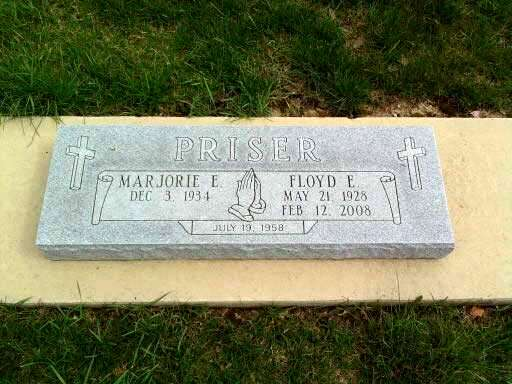 PRISER
MARJORIE E.
DEC 3, 1934
FLOYD E.
MAY 21, 1928
FEB 12, 2008
JULY 19, 1958